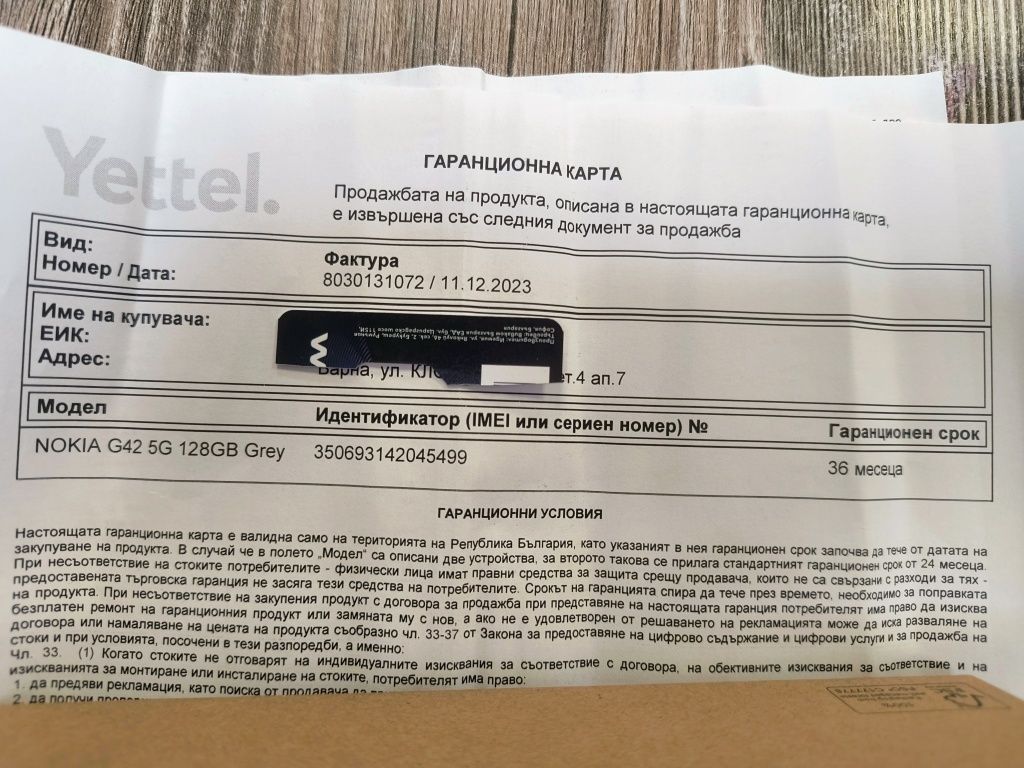 Yettel.
ГАРАНЦИОННА КАРТА
Продажбата на продукта, описана в настоящата гаранционна карта,
е извършена със следния документ за продажба
Вид: Фактура
Номер / Дата: 8030131072 / 11.12.2023
Име на купувача:
ЕИК:
Адрес: Варна, ул. ет.4 ап.7
Модел Идентификатор (IMEI или сериен номер) № Гаранционен срок
NOKIA G42 5G 128GB Grey 350693142045499 36 месеца
ГАРАНЦИОННИ УСЛОВИЯ
Настоящата гаранционна карта е валидна само на територията на Република България, като указаният в нея гаранционен срок започва да тече от датата на
закупуване на продукта. В случай че в полето „Модел" са описани две устройства, за второто такова се прилага стандартният гаранционен срок от 24 месеца.
При несъответствие на стоките потребителите - физически лица имат правни средства за защита срещу продавача, които не са свързани с разходи за тях -
предоставената търговска гаранция не засяга тези средства на потребителите. Срокът на гаранцията спира да тече през времето, необходимо за поправката
на продукта. При несъответствие на закупения продукт с договора за продажба при представяне на настоящата гаранция потребителят има право да изисква
безплатен ремонт на гаранционния продукт или замяната му с нов, а ако не е удовлетворен от решаването на рекламацията може да иска разваляне на
договора или намаляване на цената на продукта съобразно чл. 33-37 от Закона за предоставяне на цифрово съдържание и цифрови услуги и за продажба на
стоки и при условията, посочени в тези разпоредби, а именно:
Чл. 33. (1) Когато стоките не отговарят на индивидуалните изисквания за съответствие с договора, на обективните изисквания за съответствие и на
изискванията за монтиране или инсталиране на стоките, потребителят има право:
1. да предяви рекламация, като поиска от продавача да
2. да получи